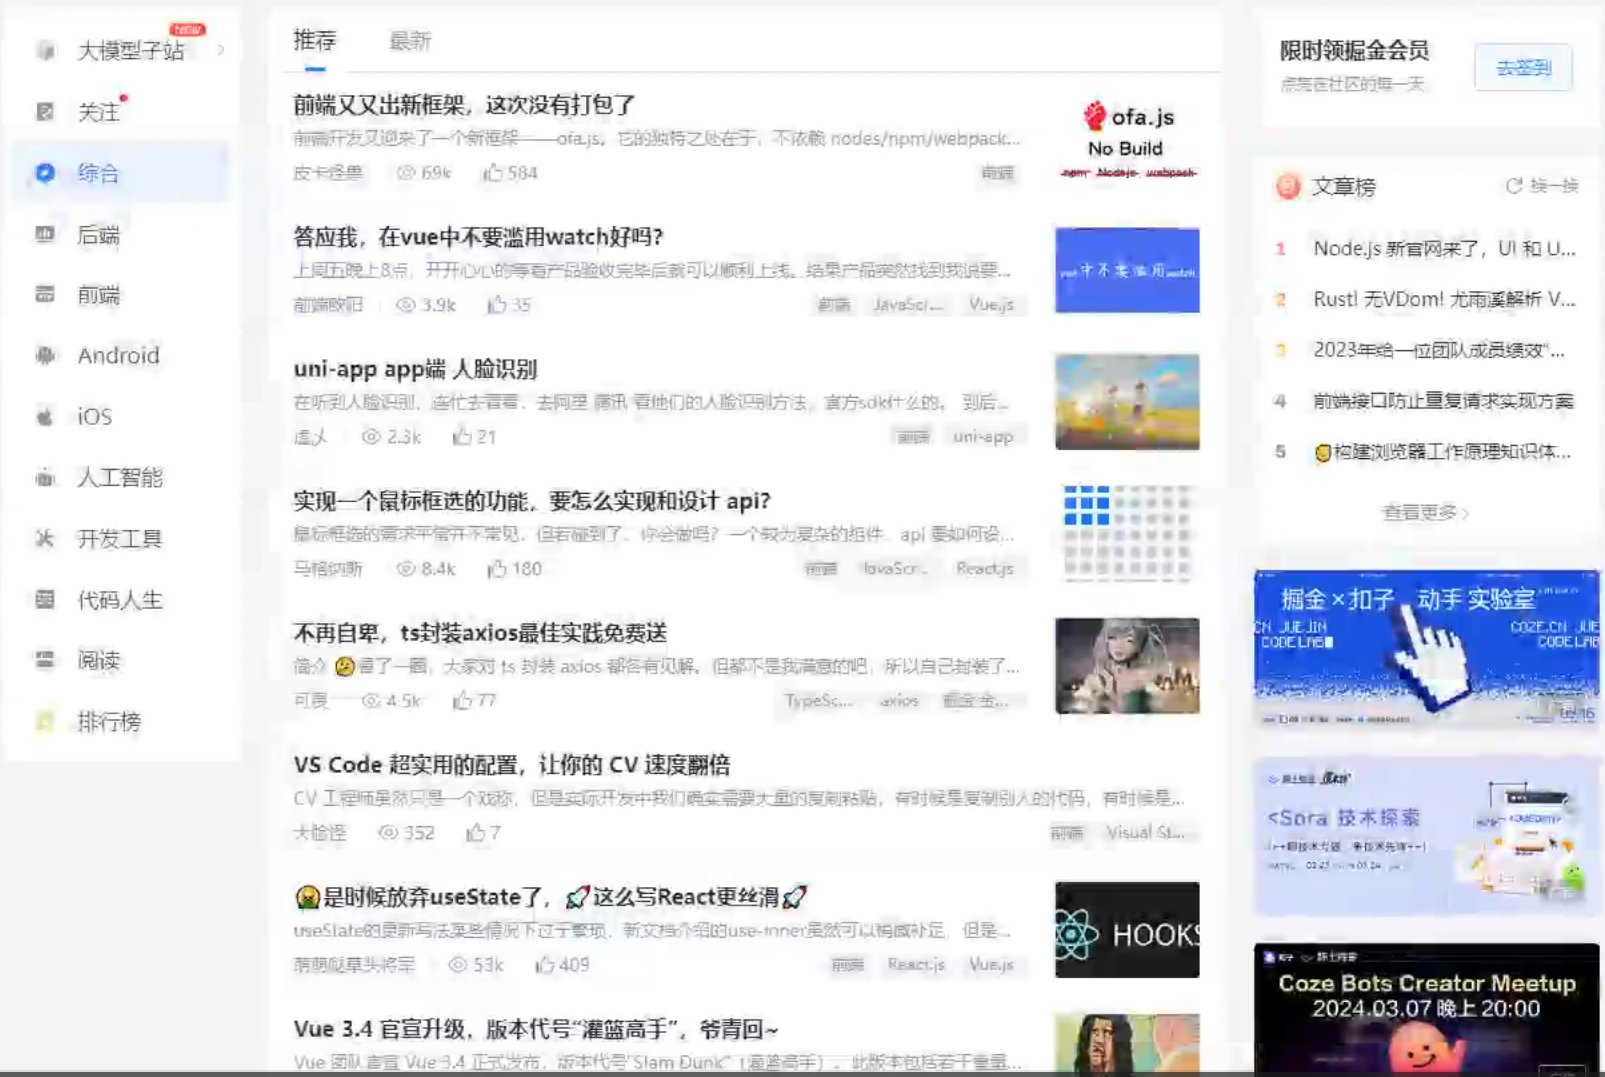 大模型子站
new
关注
综合
后端
前端
Android
iOS
人工智能
开发工具
代码人生
阅读
排行榜
推荐
最新
前端又又出新框架，这次没有打包了
前端开发又迎来了一个新框架——ofa.js。它的独特之处在于，不依赖 nodes/npm/webpack...
皮卡怪兽
69k
584
前端
ofa.js
No Build
npm Nodejs webpack
答应我，在vue中不要滥用watch好吗?
上周五晚上8点，开开心心的等着产品验收完毕后就可以顺利上线。结果产品突然找到我说要...
前端欧阳
3.9k
35
前端
JavaScr...
Vue.js
vue中不要滥用watch
uni-app app端 人脸识别
在听到人脸识别，连忙去看看，去阿里 腾讯 看他们的人脸识别方法，官方sdk什么的。 到后...
2.3k
21
前端
uni-app
实现一个鼠标框选的功能，要怎么实现和设计 api?
鼠标框选的需求平常并不常见，但若碰到了，你会做吗? 一个较为复杂的组件，api 要如何设...
马格纳斯
8.4k
180
前端
JavaScr...
React.js
不再自卑，ts封装axios最佳实践免费送
简介 看了一圈，大家对 ts 封装 axios 都各有见解。但都不是我满意的吧，所以自己封装了...
可灵
4.5k
77
TypeSc...
axios
掘金·金...
VS Code 超实用的配置，让你的 CV 速度翻倍
CV 工程师虽然只是一个戏称，但是实际开发中我们确实需要大量的复制粘贴，有时候是复制别人的代码，有时候是...
大脸怪
352
7
前端
Visual St...
是时候放弃useState了，这么写React更丝滑
useState的更新写法某些情况下过于繁琐，新文档介绍的use-immer虽然可以稍微补足，但是...
萌萌哒草头将军
53k
409
前端
React.js
Vue.js
HOOKS
Vue 3.4 官宣升级，版本代号“灌篮高手”，爷青回~
Vue 团队官宣 Vue 3.4 正式发布，版本代号"Slam Dunk"（灌篮高手），此版本包括若干重量...
限时领掘金会员
点亮在社区的每一天
去签到
文章榜
换一换
1 Node.js 新官网来了，UI 和 U...
2 Rust! 无VDom! 尤雨溪解析 V...
3 2023年给一位团队成员绩效“...
4 前端接口防止重复请求实现方案
5 构建浏览器工作原理知识体...
查看更多
掘金×扣子 动手实验室
CN JUEJIN
CODELAB
COZE.CN JUE
CODELAB
<Sora 技术探索
Coze Bots Creator Meetup
2024.03.07 晚上 20:00